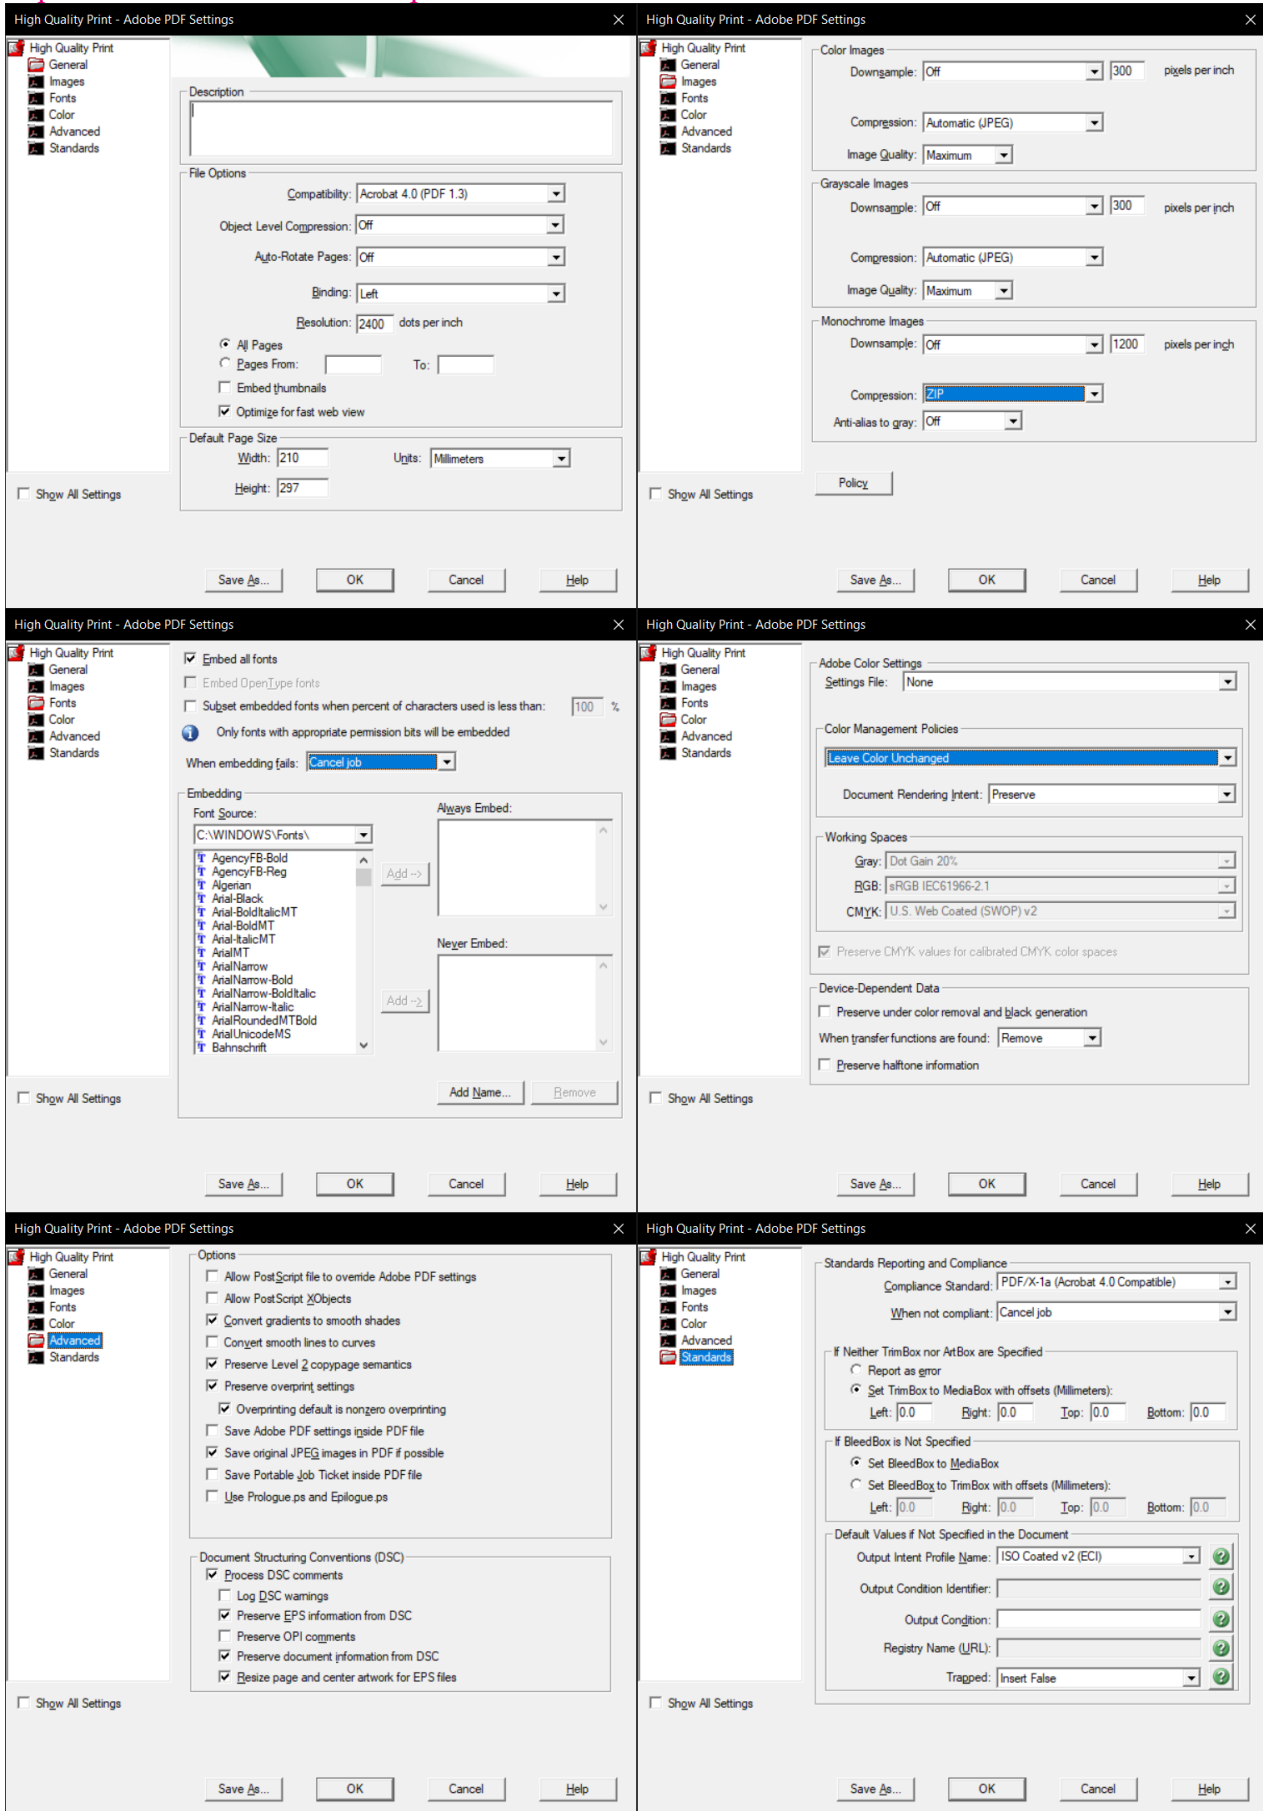 High Quality Print - Adobe PDF Settings
High Quality Print
General
Images
Fonts
Color
Advanced
Standards
Show All Settings
Description
File Options
Compatibility: Acrobat 4.0 (PDF 1.3)
Object Level Compression: Off
Auto-Rotate Pages: Off
Binding: Left
Resolution: 2400 dots per inch
All Pages
Pages From: To:
Embed thumbnails
Optimize for fast web view
Default Page Size
Width: 210 Units: Millimeters
Height: 297
Save As... OK Cancel Help
High Quality Print - Adobe PDF Settings
High Quality Print
General
Images
Fonts
Color
Advanced
Standards
Show All Settings
Color Images
Downsample: Off 300 pixels per inch
Compression: Automatic (JPEG)
Image Quality: Maximum
Grayscale Images
Downsample: Off 300 pixels per inch
Compression: Automatic (JPEG)
Image Quality: Maximum
Monochrome Images
Downsample: Off 1200 pixels per inch
Compression: ZIP
Anti-alias to gray: Off
Policy
Save As... OK Cancel Help
High Quality Print - Adobe PDF Settings
High Quality Print
General
Images
Fonts
Color
Advanced
Standards
Show All Settings
Embed all fonts
Embed OpenType fonts
Subset embedded fonts when percent of characters used is less than: 100 %
Only fonts with appropriate permission bits will be embedded
When embedding fails: Cancel job
Embedding
Font Source:
C:\WINDOWS\Fonts\
AgencyFB-Bold
AgencyFB-Reg
Algerian
Arial-Black
Arial-BoldItalicMT
Arial-BoldMT
Arial-ItalicMT
ArialMT
ArialNarrow
ArialNarrow-Bold
ArialNarrow-BoldItalic
ArialNarrow-Italic
ArialRoundedMTBold
ArialUnicodeMS
Bahnschrift
Always Embed:
Add -->
Never Embed:
Add -->
Add Name... Remove
Save As... OK Cancel Help
High Quality Print - Adobe PDF Settings
High Quality Print
General
Images
Fonts
Color
Advanced
Standards
Show All Settings
Adobe Color Settings
Settings File: None
Color Management Policies
Leave Color Unchanged
Document Rendering Intent: Preserve
Working Spaces
Gray: Dot Gain 20%
RGB: sRGB IEC61966-2.1
CMYK: U.S. Web Coated (SWOP) v2
Preserve CMYK values for calibrated CMYK color spaces
Device-Dependent Data
Preserve under color removal and black generation
When transfer functions are found: Remove
Preserve halftone information
Save As... OK Cancel Help
High Quality Print - Adobe PDF Settings
High Quality Print
General
Images
Fonts
Color
Advanced
Standards
Show All Settings
Options
Allow PostScript file to override Adobe PDF settings
Allow PostScript XObjects
Convert gradients to smooth shades
Convert smooth lines to curves
Preserve Level 2 copypage semantics
Preserve overprint settings
Overprinting default is nonzero overprinting
Save Adobe PDF settings inside PDF file
Save original JPEG images in PDF if possible
Save Portable Job Ticket inside PDF file
Use Prologue.ps and Epilogue.ps
Document Structuring Conventions (DSC)
Process DSC comments
Log DSC warnings
Preserve EPS information from DSC
Preserve OPI comments
Preserve document information from DSC
Resize page and center artwork for EPS files
Save As... OK Cancel Help
High Quality Print - Adobe PDF Settings
High Quality Print
General
Images
Fonts
Color
Advanced
Standards
Show All Settings
Standards Reporting and Compliance
Compliance Standard: PDF/X-1a (Acrobat 4.0 Compatible)
When not compliant: Cancel job
If Neither TrimBox nor ArtBox are Specified
Report as error
Set TrimBox to MediaBox with offsets (Millimeters):
Left: 0.0 Right: 0.0 Top: 0.0 Bottom: 0.0
If BleedBox is Not Specified
Set BleedBox to MediaBox
Set BleedBox to TrimBox with offsets (Millimeters):
Left: 0.0 Right: 0.0 Top: 0.0 Bottom: 0.0
Default Values if Not Specified in the Document
Output Intent Profile Name: ISO Coated v2 (ECI)
Output Condition Identifier:
Output Condition:
Registry Name (URL):
Trapped: Insert False
Save As... OK Cancel Help